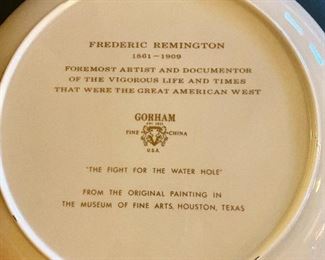 FREDERIC REMINGTON
1861-1909
FOREMOST ARTIST AND DOCUMENTOR
OF THE VIGOROUS LIFE AND TIMES
THAT WERE THE GREAT AMERICAN WEST
GORHAM
EST. 1831
FINE CHINA
U.S.A.
"THE FIGHT FOR THE WATER HOLE"
FROM THE ORIGINAL PAINTING IN
THE MUSEUM OF FINE ARTS, HOUSTON, TEXAS